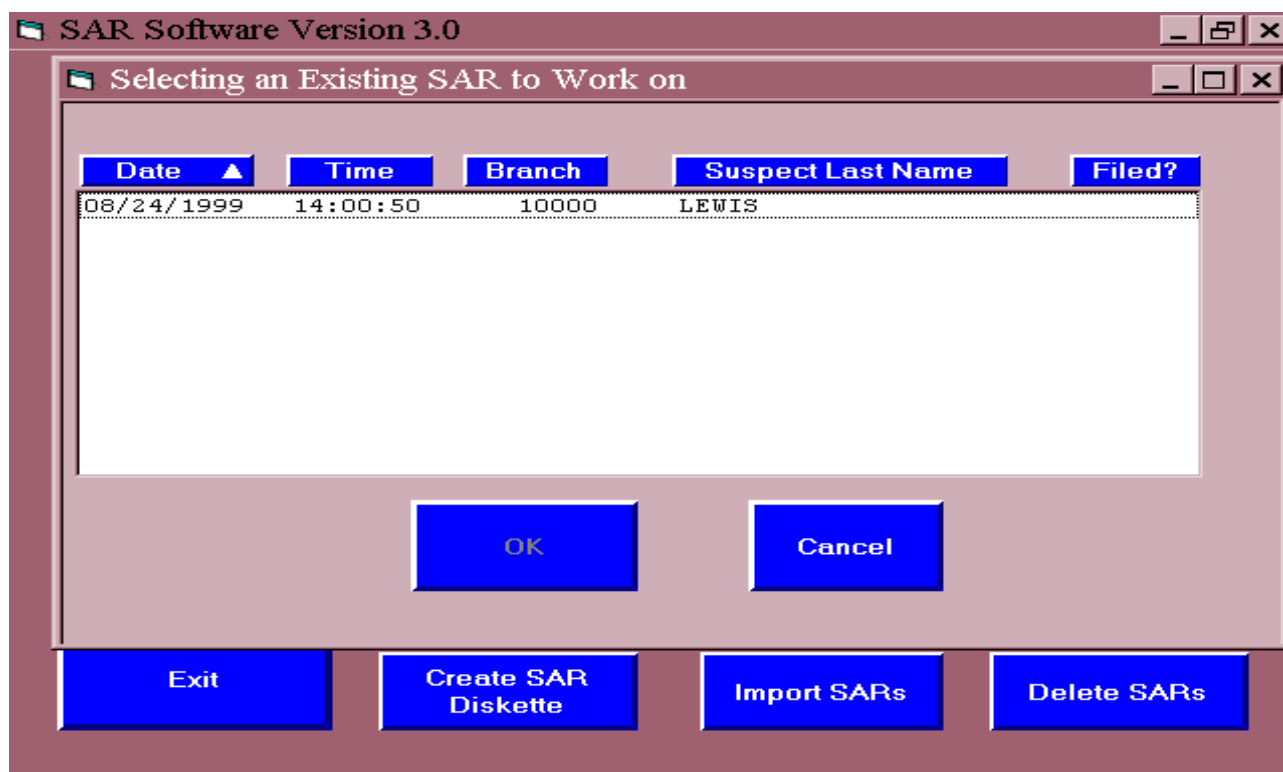 SAR Software Version 3.0
Selecting an Existing SAR to Work on
Date ▲ Time Branch Suspect Last Name Filed?
08/24/1999 14:00:50 10000 LEWIS
OK Cancel
Exit Create SAR Diskette Import SARs Delete SARs